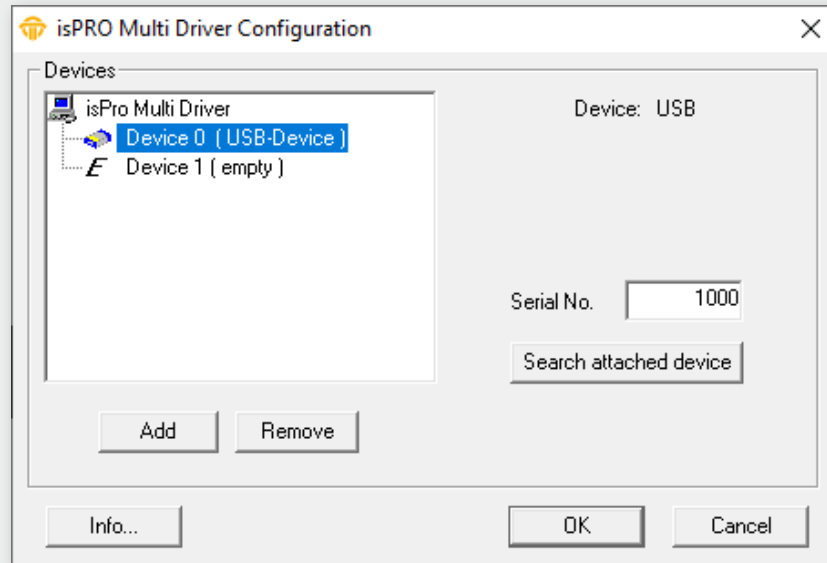 isPRO Multi Driver Configuration
Devices
isPro Multi Driver
Device 0 ( USB-Device )
E Device 1 ( empty )
Device: USB
Serial No. 1000
Search attached device
Add Remove
Info... OK Cancel